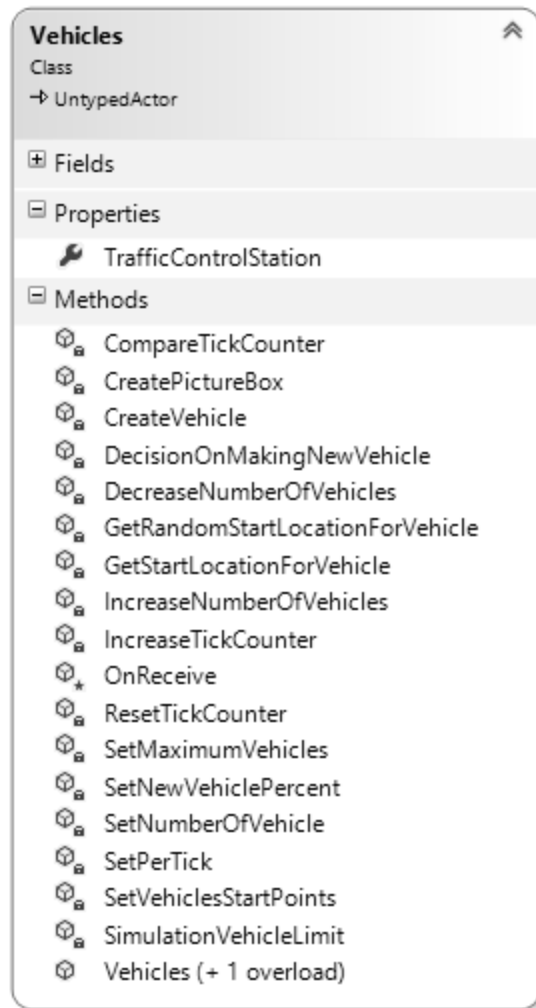 Vehicles
Class
UntypedActor
Fields
Properties
TrafficControlStation
Methods
CompareTickCounter
CreatePictureBox
CreateVehicle
DecisionOnMakingNewVehicle
DecreaseNumberOfVehicles
GetRandomStartLocationForVehicle
GetStartLocationForVehicle
IncreaseNumberOfVehicles
IncreaseTickCounter
OnReceive
ResetTickCounter
SetMaximumVehicles
SetNewVehiclePercent
SetNumberOfVehicle
SetPerTick
SetVehiclesStartPoints
SimulationVehicleLimit
Vehicles (+ 1 overload)